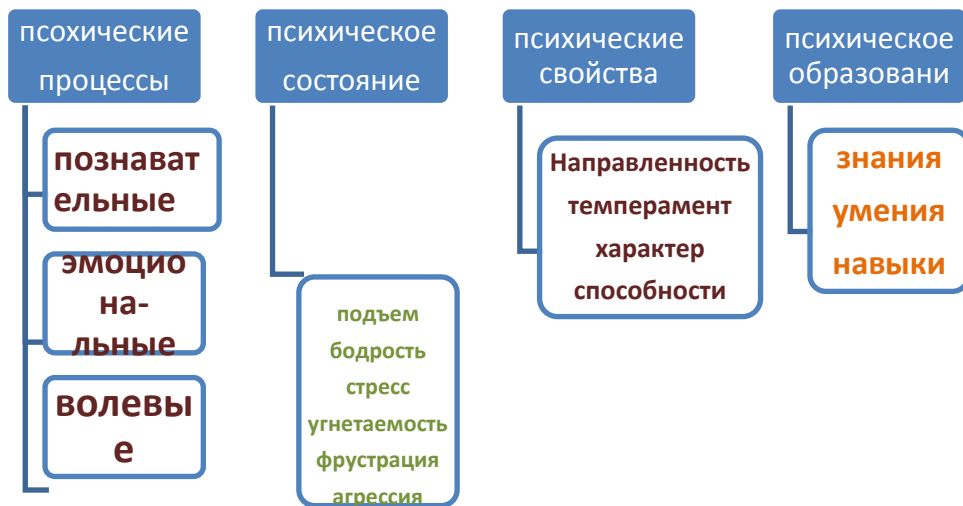 псохические
процессы
познават
ельные
эмоцио
на-
льные
волевы
е
психическое
состояние
подъем
бодрость
стресс
угнетаемость
фрустрация
агрессия
психические
свойства
Направленность
темперамент
характер
способности
психическое
образовани
знания
умения
навыки